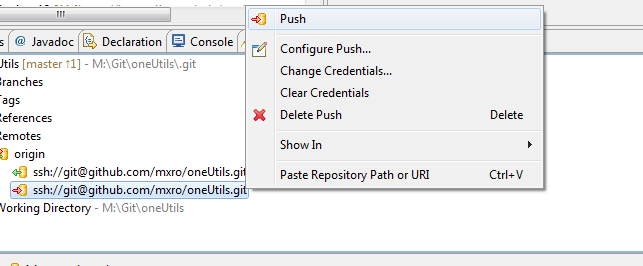 Push
s @ Javadoc Declaration Console
Configure Push...
Utils [master ↑1] - M:\Git\oneUtils\.git
Change Credentials...
Branches
Clear Credentials
Tags
Delete Push Delete
References
Remotes
Show In
origin
ssh://git@github.com/mxro/oneUtils.git
Paste Repository Path or URI Ctrl+V
ssh://git@github.com/mxro/oneUtils.git
Working Directory - M:\Git\oneUtils